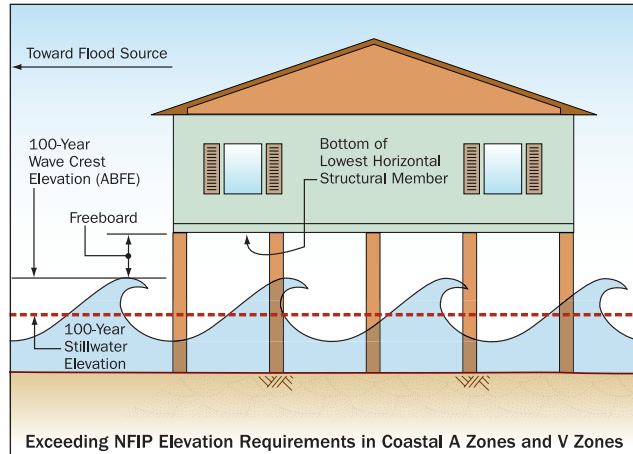 Toward Flood Source
100-Year
Wave Crest
Elevation (ABFE)
Bottom of
Lowest Horizontal
Structural Member
Freeboard
100-Year
Stillwater
Elevation
Exceeding NFIP Elevation Requirements in Coastal A Zones and V Zones